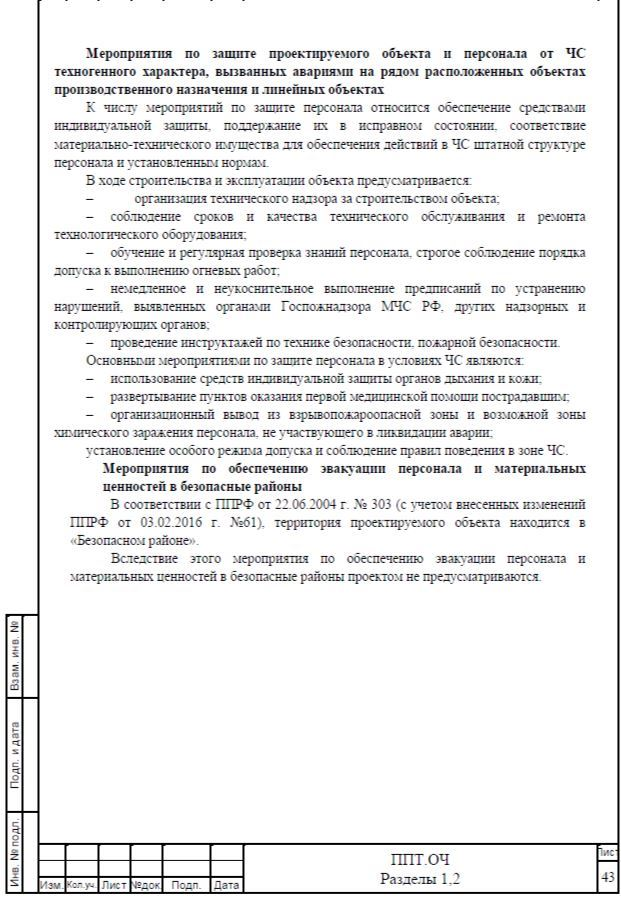 Мероприятия по защите проектируемого объекта и персонала от ЧС
техногенного характера, вызванных авариями на рядом расположенных объектах
производственного назначения и линейных объектах
К числу мероприятий по защите персонала относится обеспечение средствами
индивидуальной защиты, поддержание их в исправном состоянии, соответствие
материально-технического имущества для обеспечения действий в ЧС штатной структуре
персонала и установленным нормам.
В ходе строительства и эксплуатации объекта предусматривается:
– организация технического надзора за строительством объекта;
– соблюдение сроков и качества технического обслуживания и ремонта
технологического оборудования;
– обучение и регулярная проверка знаний персонала, строгое соблюдение порядка
допуска к выполнению огневых работ;
– немедленное и неукоснительное выполнение предписаний по устранению
нарушений, выявленных органами Госпожнадзора МЧС РФ, других надзорных и
контролирующих органов;
– проведение инструктажей по технике безопасности, пожарной безопасности.
Основными мероприятиями по защите персонала в условиях ЧС являются:
– использование средств индивидуальной защиты органов дыхания и кожи;
– развертывание пунктов оказания первой медицинской помощи пострадавшим;
– организационный вывод из взрывопожароопасной зоны и возможной зоны
химического заражения персонала, не участвующего в ликвидации аварии;
установление особого режима допуска и соблюдение правил поведения в зоне ЧС.
Мероприятия по обеспечению эвакуации персонала и материальных
ценностей в безопасные районы
В соответствии с ППРФ от 22.06.2004 г. № 303 (с учетом внесенных изменений
ППРФ от 03.02.2016 г. №61), территория проектируемого объекта находится в
«Безопасном районе».
Вследствие этого мероприятия по обеспечению эвакуации персонала и
материальных ценностей в безопасные районы проектом не предусматриваются.
Взам. инв. №
Подп. и дата
Инв. № подл.
Изм. Кол.уч. Лист №док. Подп. Дата
ППТ.ОЧ
Разделы 1,2
Лист
43